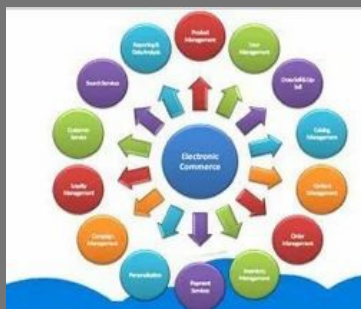 Product
Management
User
Management
Cross Sell & Up-
Sell
Catalog
Management
Content
Management
Order
Management
Inventory
Management
Payment
Services
Personalization
Campaign
Management
Loyalty
Management
Customer
Service
Search Services
Reporting &
Data Analysis
Electronic
Commerce